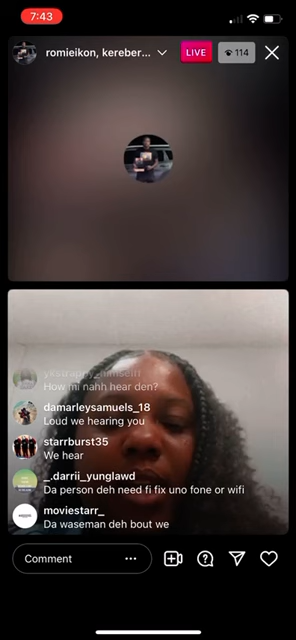 7:43
romieikon, kereber...
LIVE
114
How mi nahh hear den?
damarleysamuels_18
Loud we hearing you
starrburst35
We hear
_.darrii_yunglawd
Da person deh need fi fix uno fone or wifi
moviestarr_
Da waseman deh bout we
Comment